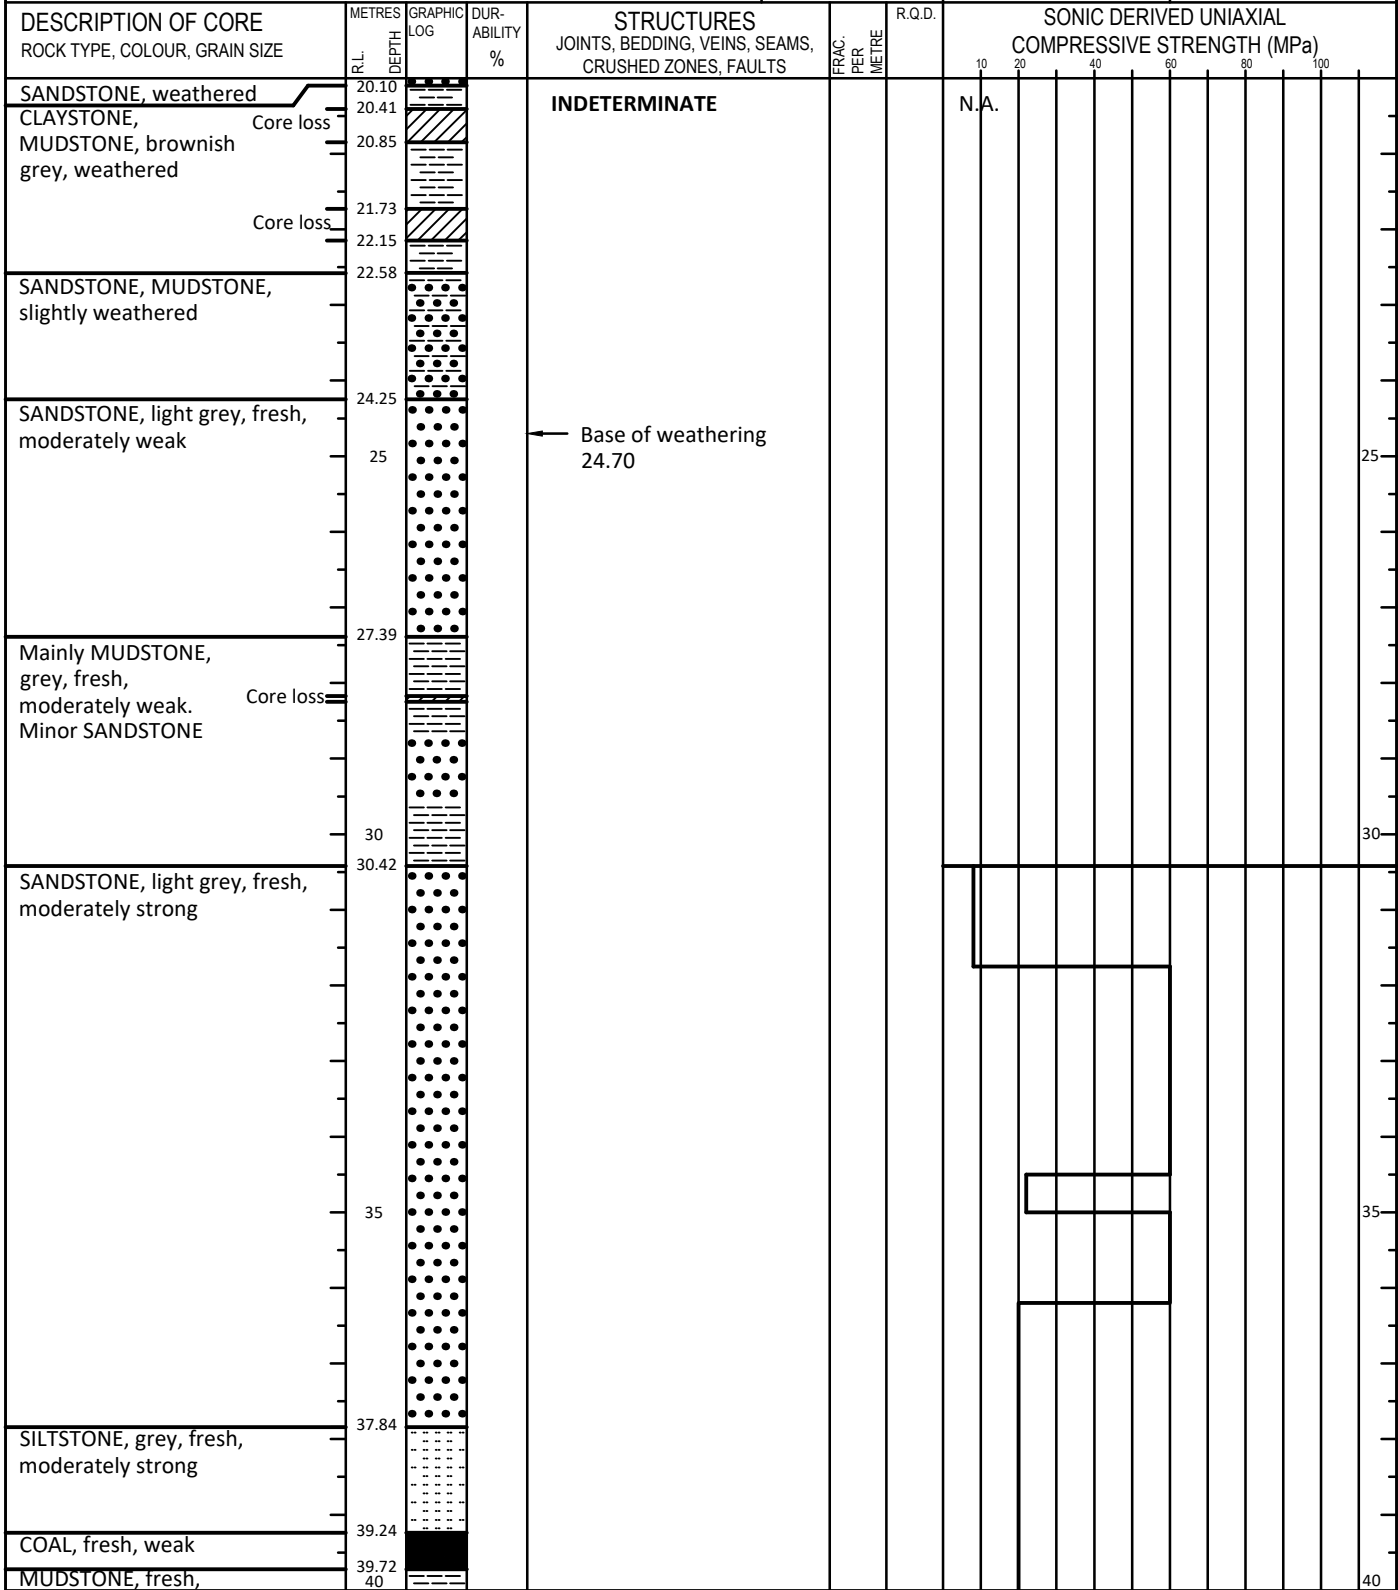 DESCRIPTION OF CORE
ROCK TYPE, COLOUR, GRAIN SIZE
METRES
R.L.
DEPTH
GRAPHIC
LOG
DUR-
ABILITY
%
STRUCTURES
JOINTS, BEDDING, VEINS, SEAMS,
CRUSHED ZONES, FAULTS
FRAC.
PER
METRE
R.Q.D.
SONIC DERIVED UNIAXIAL
COMPRESSIVE STRENGTH (MPa)
10 20 40 60 80 100
SANDSTONE, weathered
20.10
INDETERMINATE
N.A.
20.41
CLAYSTONE,
Core loss
MUDSTONE, brownish
20.85
grey, weathered
21.73
Core loss
22.15
22.58
SANDSTONE, MUDSTONE,
slightly weathered
24.25
SANDSTONE, light grey, fresh,
moderately weak
Base of weathering
24.70
25
25
27.39
Mainly MUDSTONE,
grey, fresh,
Core loss
moderately weak.
Minor SANDSTONE
30
30
30.42
SANDSTONE, light grey, fresh,
moderately strong
35
35
37.84
SILTSTONE, grey, fresh,
moderately strong
39.24
COAL, fresh, weak
39.72
MUDSTONE, fresh,
40
40